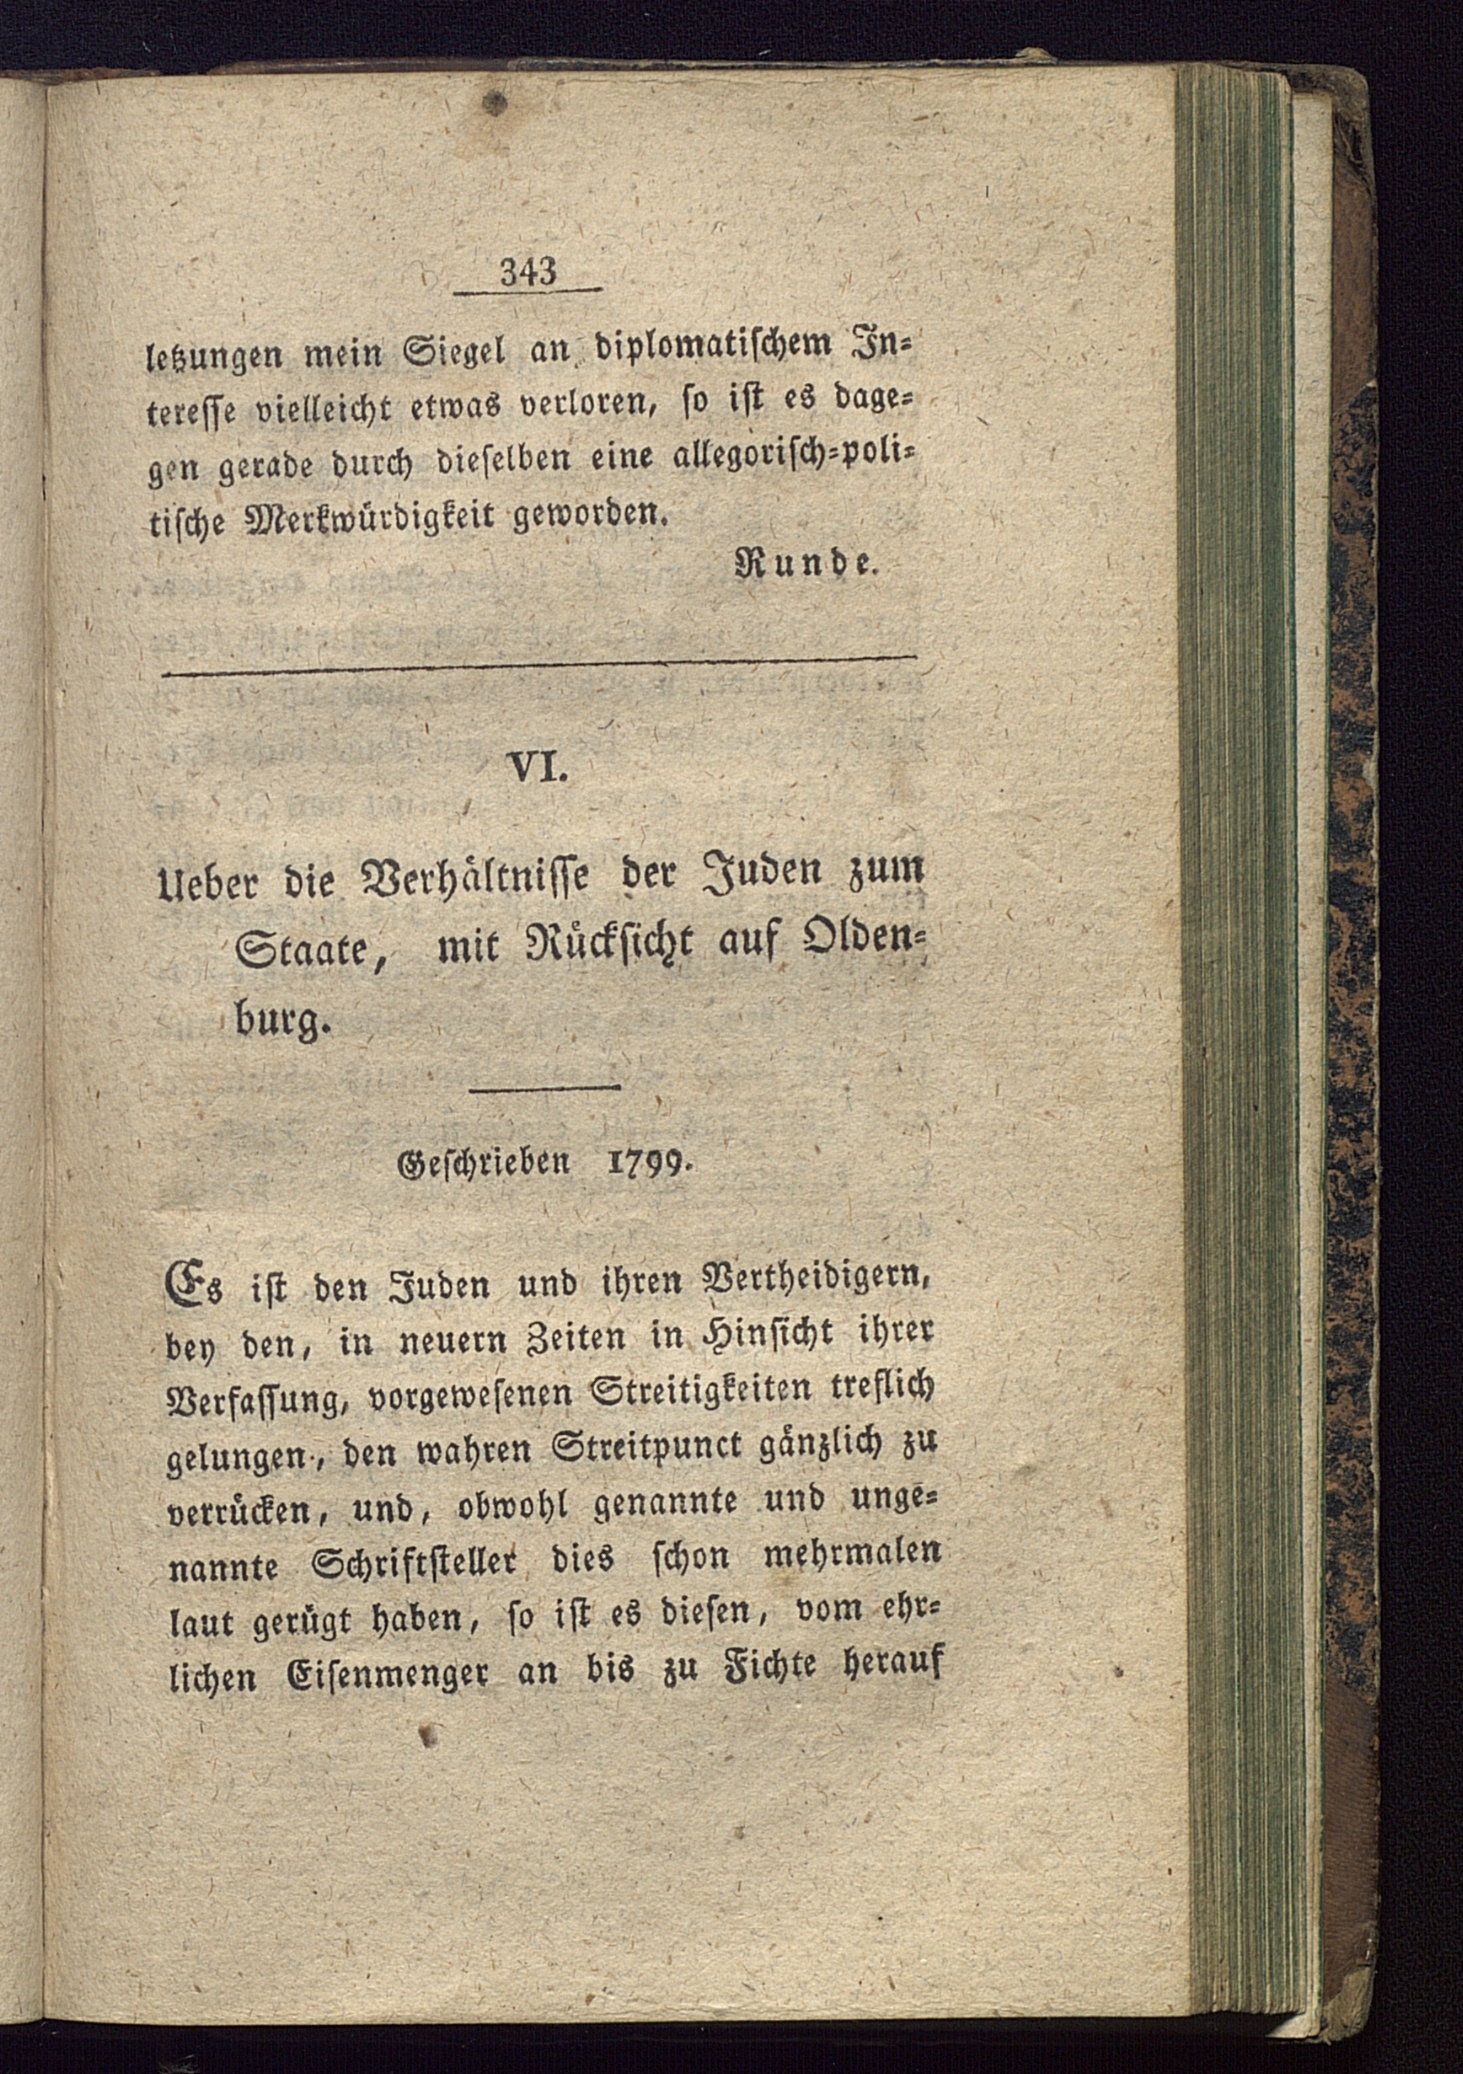 343
letzungen mein Siegel an diplomatischem In-
teresse vielleicht etwas verloren, so ist es dage-
gen gerade durch dieselben eine allegorisch-poli-
tische Merkwürdigkeit geworden.
Runde.
VI.
Ueber die Verhältnisse der Juden zum
Staate, mit Rücksicht auf Olden-
burg.
Geschrieben 1799.
Es ist den Juden und ihren Vertheidigern,
bey den, in neuern Zeiten in Hinsicht ihrer
Verfassung, vorgewesenen Streitigkeiten treflich
gelungen, den wahren Streitpunct gänzlich zu
verrücken, und, obwohl genannte und unge-
nannte Schriftsteller dies schon mehrmalen
laut gerügt haben, so ist es diesen, vom ehr-
lichen Eisenmenger an bis zu Fichte herauf